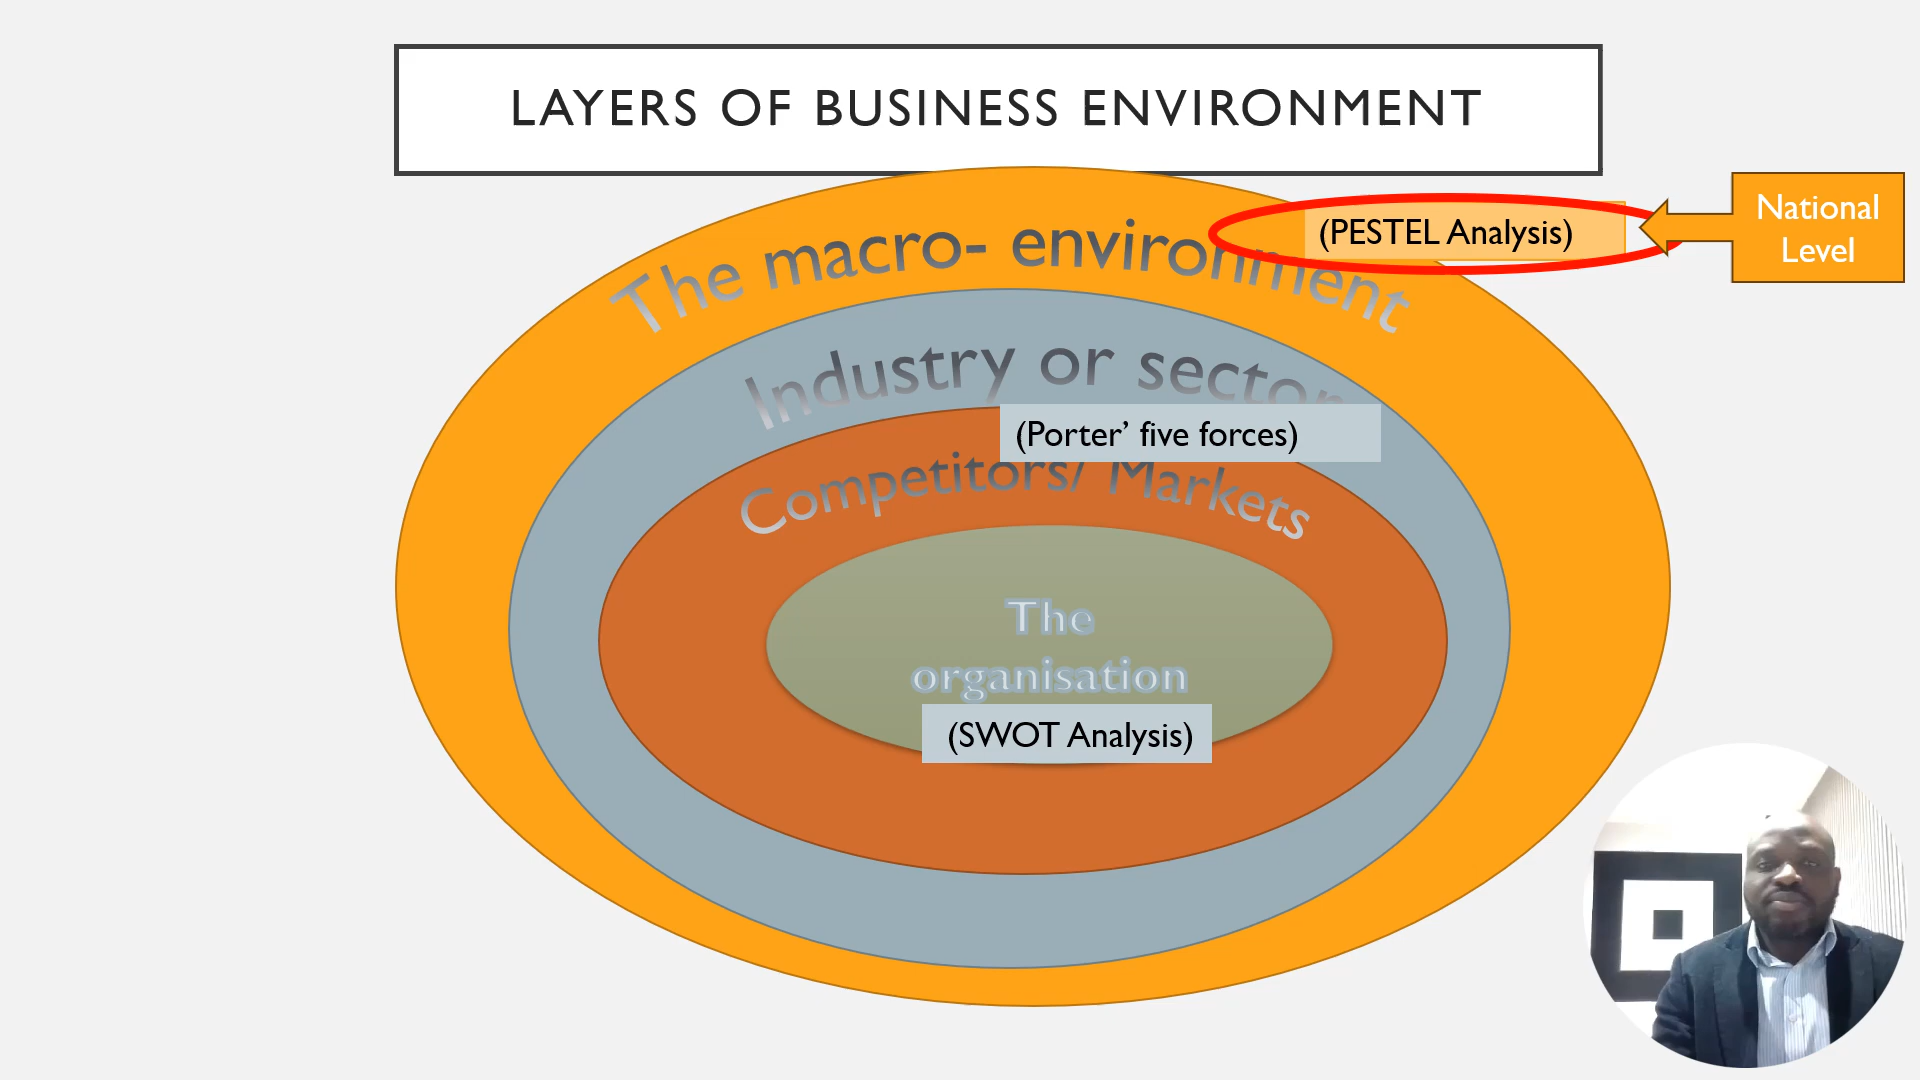 LAYERS OF BUSINESS ENVIRONMENT
The macro- environment
(PESTEL Analysis)
National
Level
Industry or sector
(Porter’ five forces)
Competitors/ Markets
The
organisation
(SWOT Analysis)